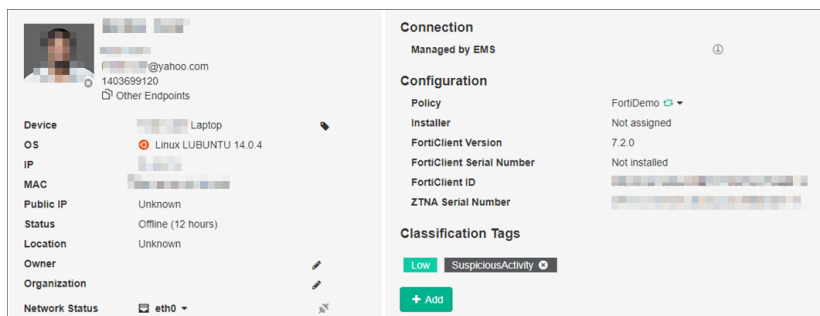 @yahoo.com
1403699120
Other Endpoints
Device Laptop
OS Linux LUBUNTU 14.0.4
IP
MAC
Public IP Unknown
Status Offline (12 hours)
Location Unknown
Owner
Organization
Network Status eth0
Connection
Managed by EMS
Configuration
Policy FortiDemo
Installer Not assigned
FortiClient Version 7.2.0
FortiClient Serial Number Not installed
FortiClient ID
ZTNA Serial Number
Classification Tags
Low SuspiciousActivity
+ Add